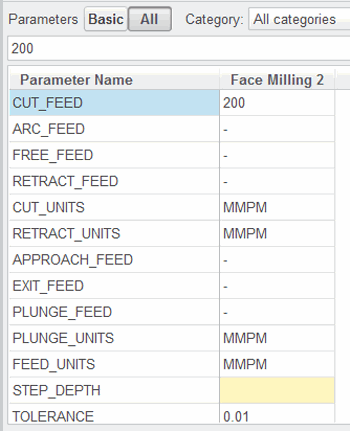 Parameters Basic All Category: All categories
200
Parameter Name Face Milling 2
CUT_FEED 200
ARC_FEED -
FREE_FEED -
RETRACT_FEED -
CUT_UNITS MMPM
RETRACT_UNITS MMPM
APPROACH_FEED -
EXIT_FEED -
PLUNGE_FEED -
PLUNGE_UNITS MMPM
FEED_UNITS MMPM
STEP_DEPTH
TOLERANCE 0.01